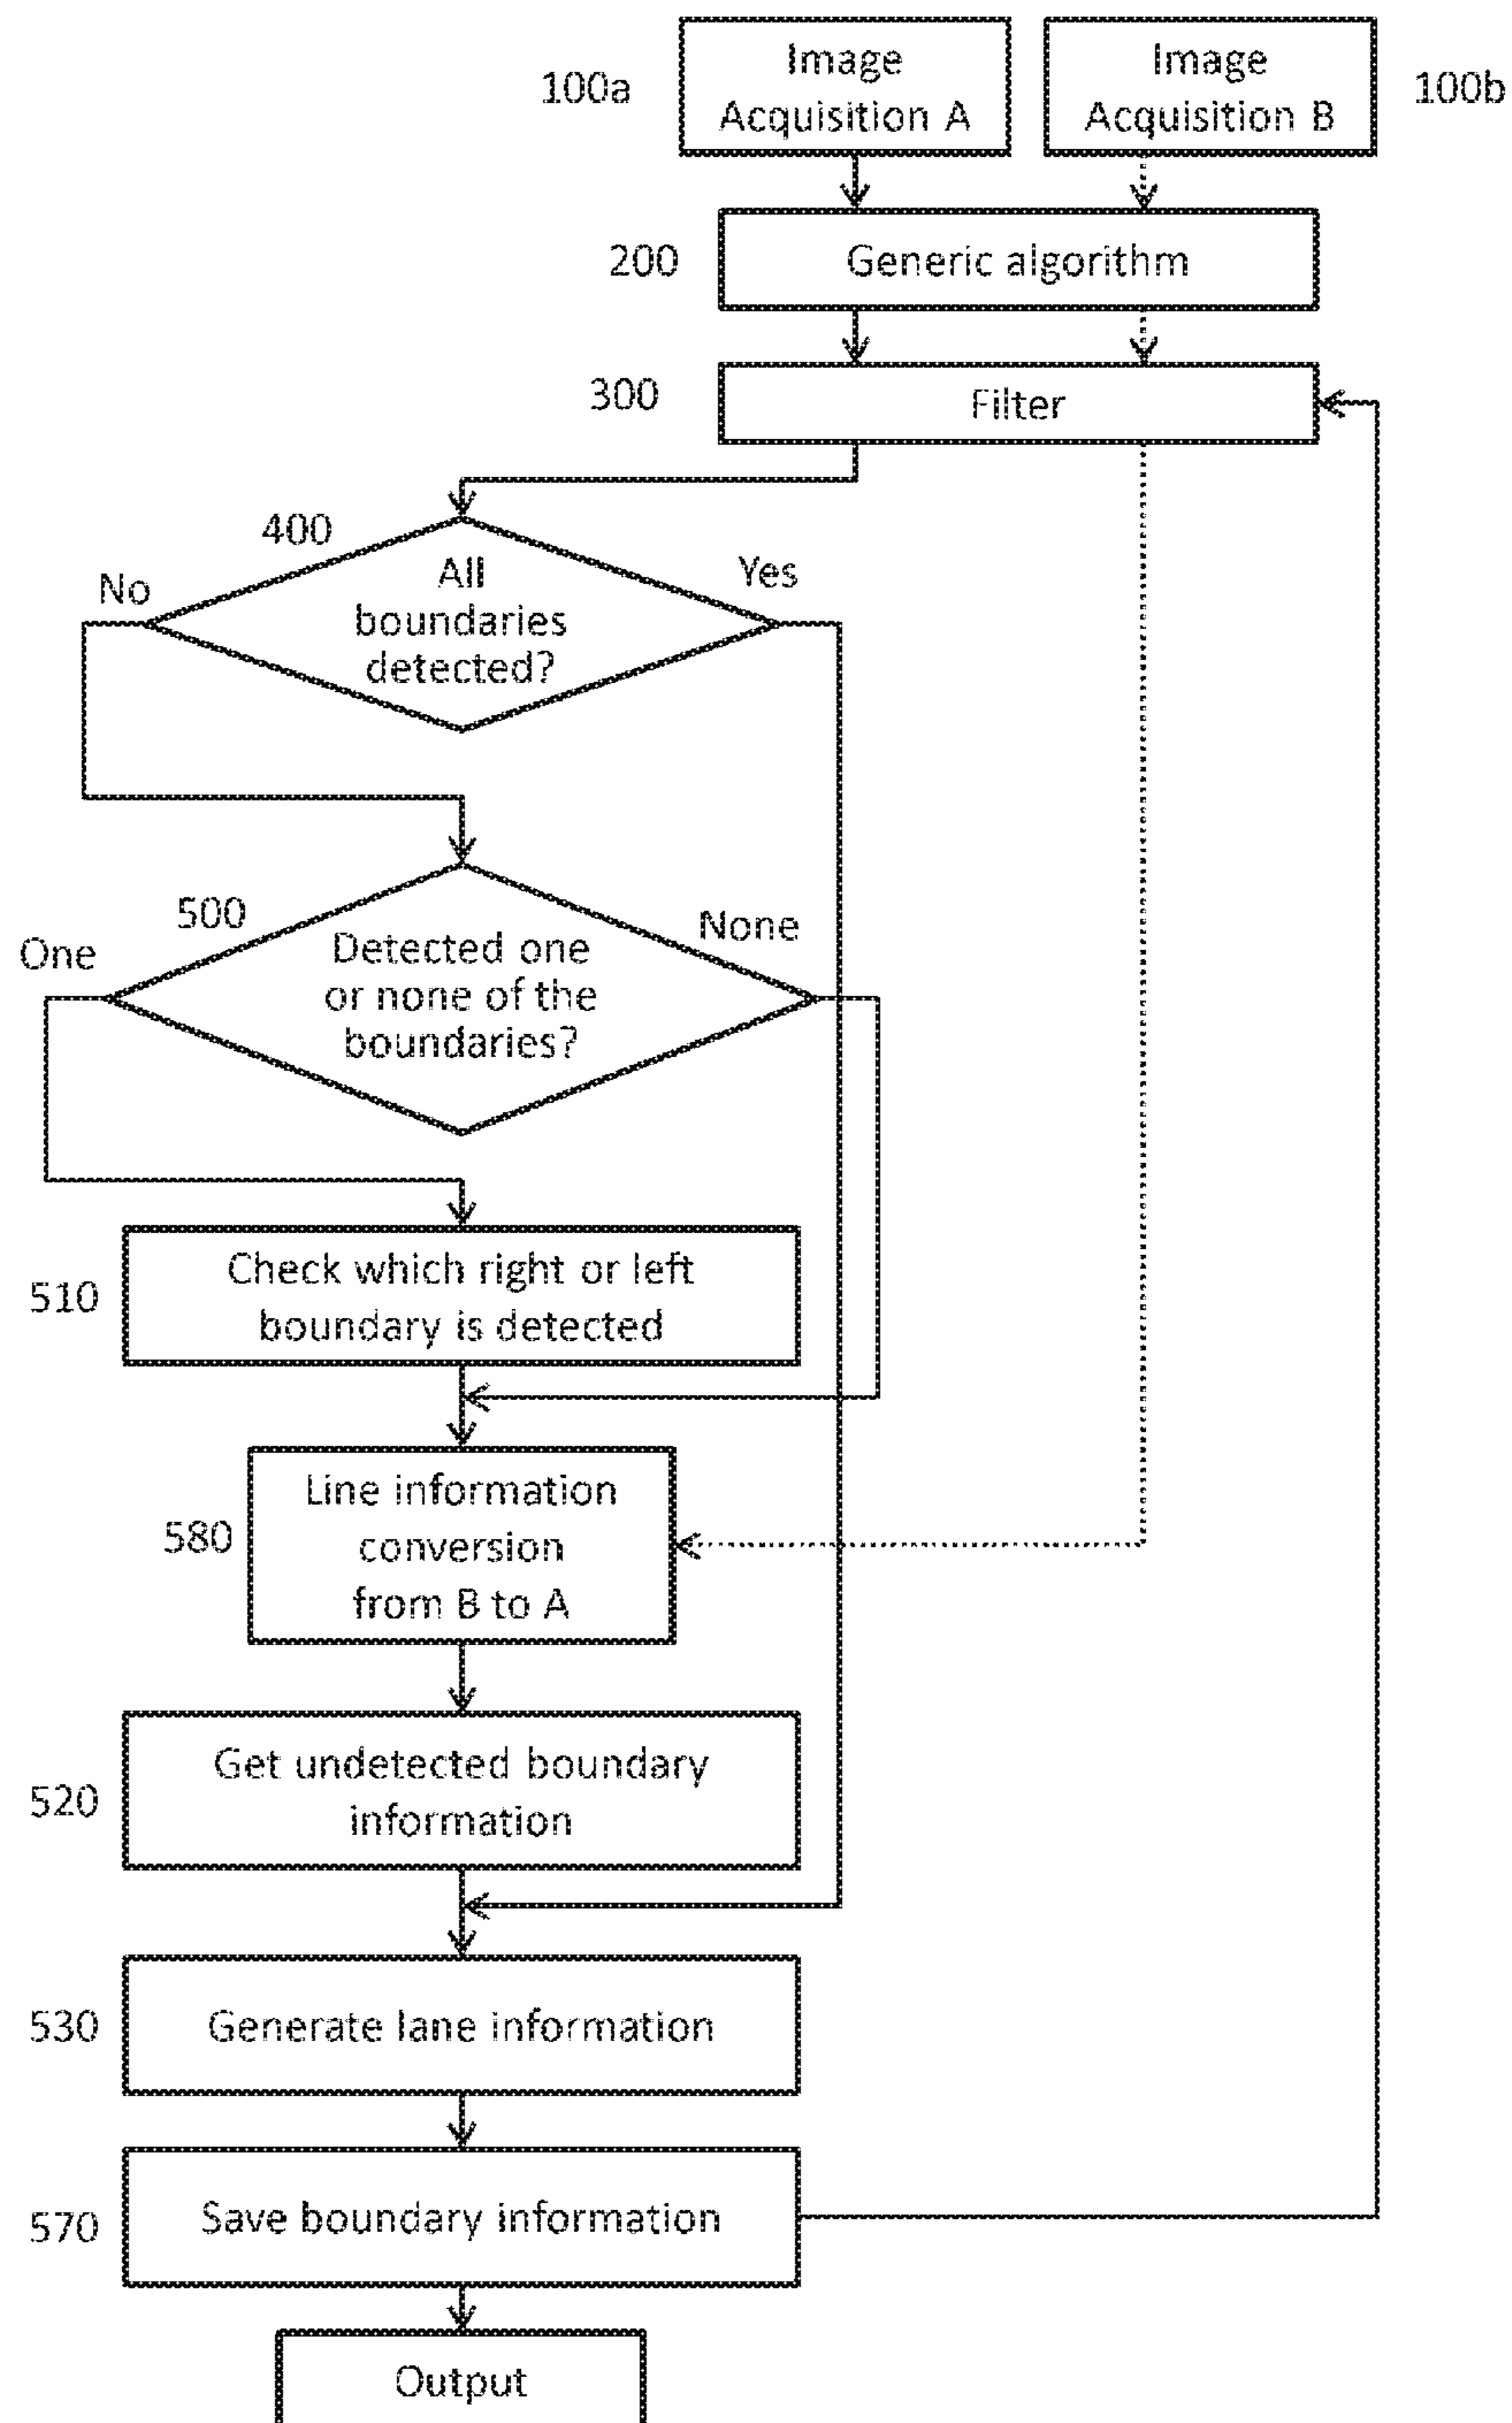 100a
Image
Acquisition A
Image
Acquisition B
100b
200
Generic algorithm
300
Filter
400
No
All
boundaries
detected?
Yes
500
One
Detected one
or none of the
boundaries?
None
510
Check which right or left
boundary is detected
580
Line information
conversion
from B to A
520
Get undetected boundary
information
530
Generate lane information
570
Save boundary information
Output